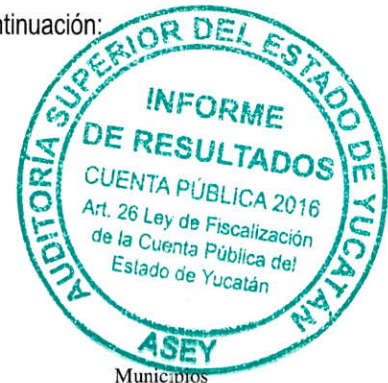 ntinuación:
AUDITORÍA SUPERIOR DEL ESTADO DE YUCATÁN
INFORME
DE RESULTADOS
CUENTA PÚBLICA 2016
Art. 26 Ley de Fiscalización
de la Cuenta Pública del
Estado de Yucatán
ASEY
Municipios